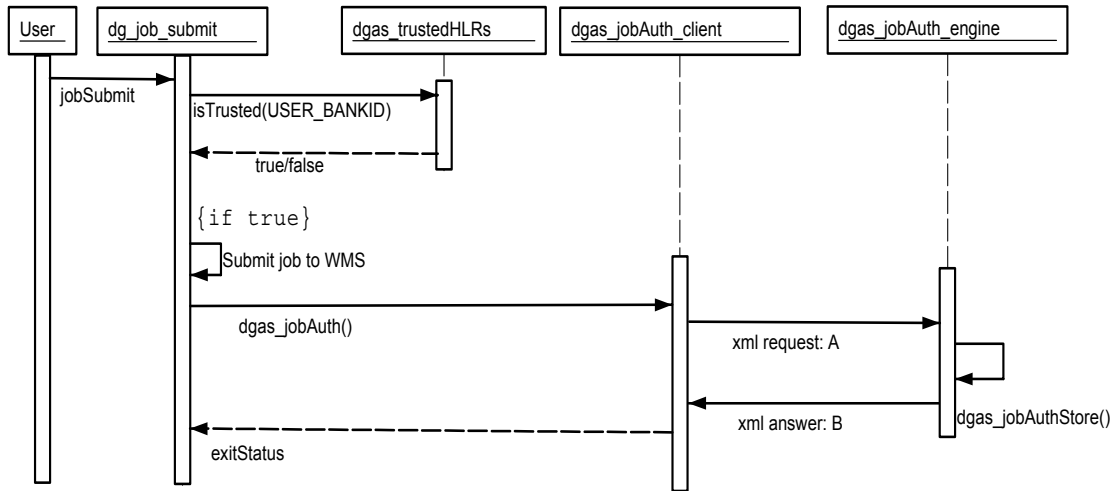 User
dg_job_submit
dgas_trustedHLRs
dgas_jobAuth_client
dgas_jobAuth_engine
jobSubmit
isTrusted(USER_BANKID)
true/false
{if true}
Submit job to WMS
dgas_jobAuth()
xml request: A
dgas_jobAuthStore()
xml answer: B
exitStatus